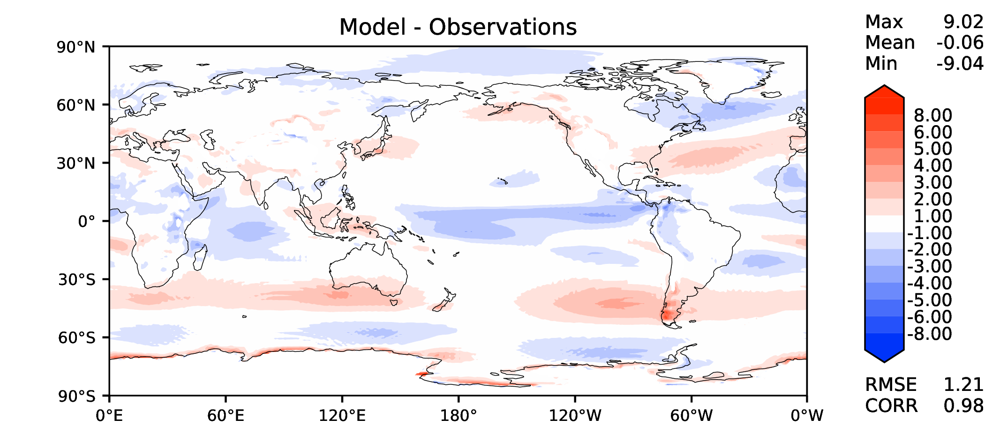 Model - Observations
Max 9.02
Mean -0.06
Min -9.04
90°N
60°N
30°N
0°
30°S
60°S
90°S
0°E 60°E 120°E 180° 120°W 60°W 0°W
8.00
6.00
5.00
4.00
3.00
2.00
1.00
-1.00
-2.00
-3.00
-4.00
-5.00
-6.00
-8.00
RMSE 1.21
CORR 0.98